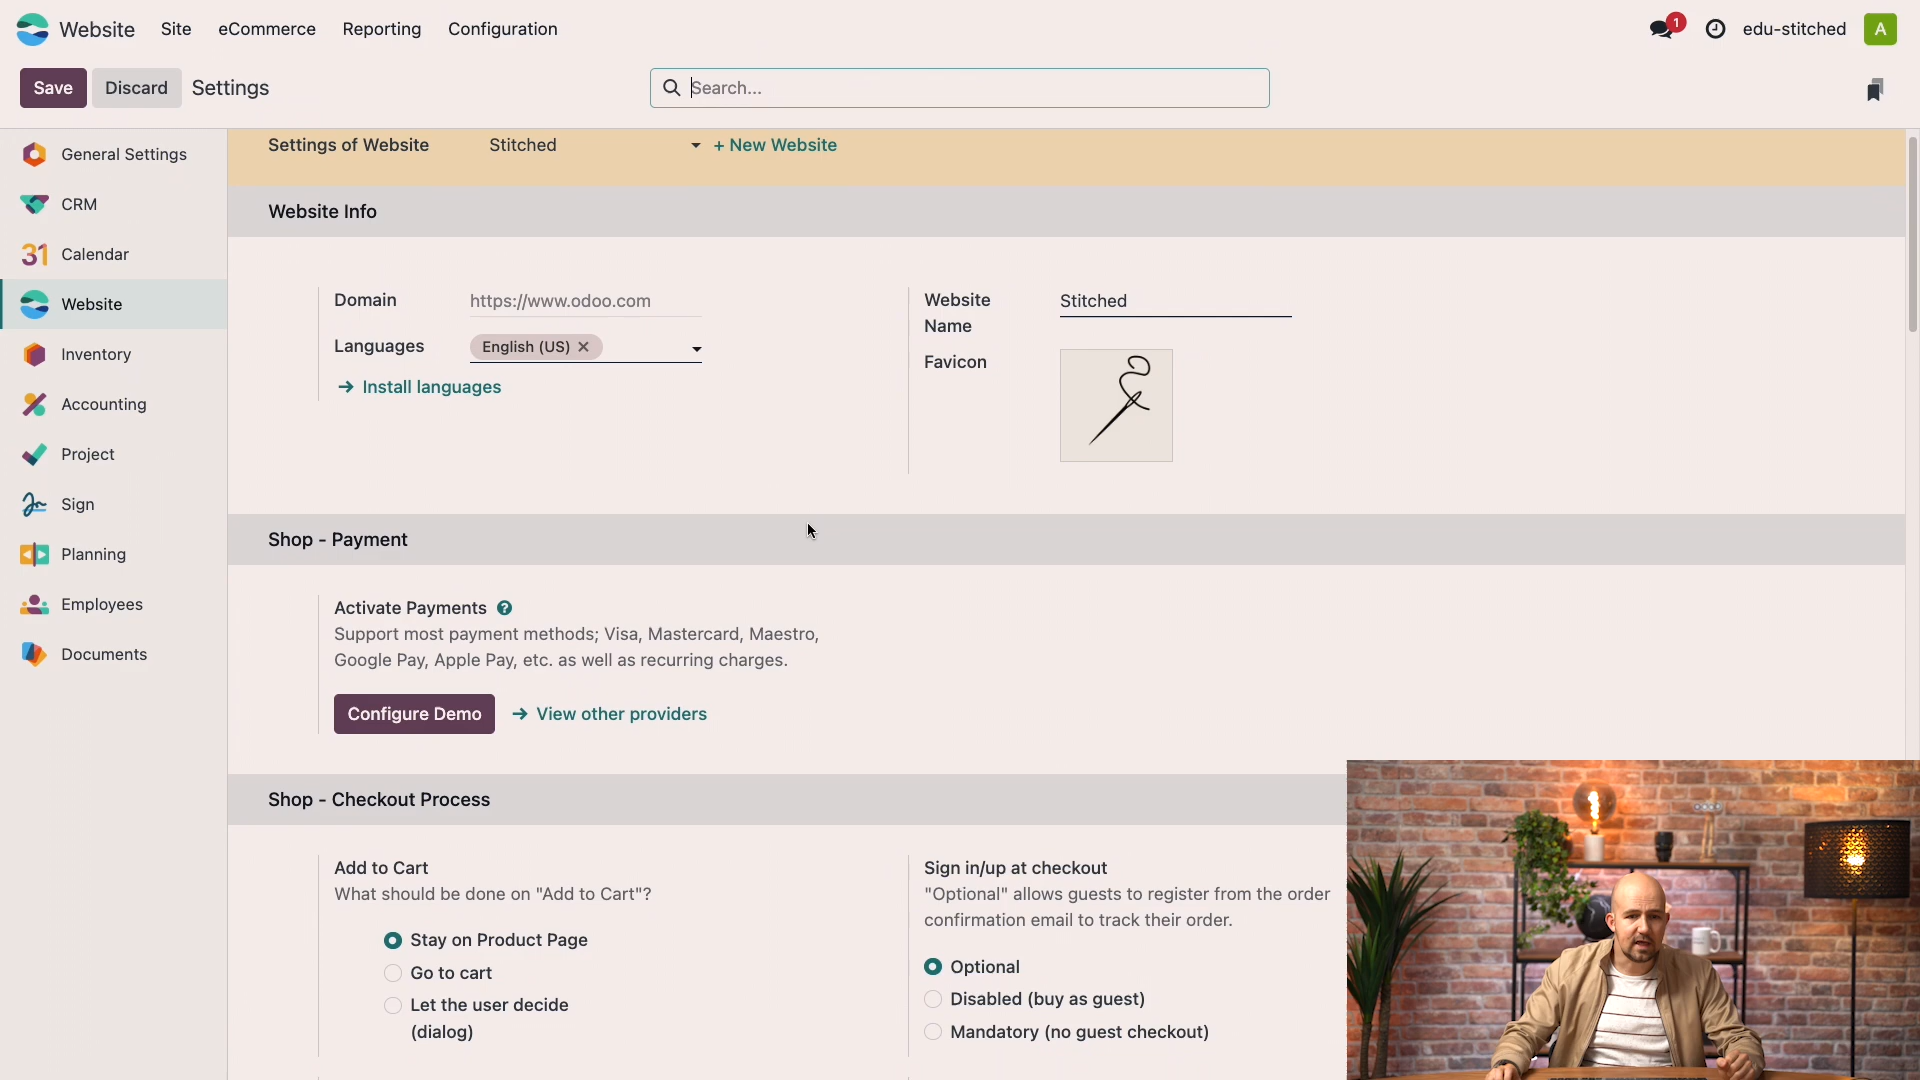 Website Site eCommerce Reporting Configuration
1 edu-stitched A
Save Discard Settings Search...
General Settings
CRM
31 Calendar
Website
Inventory
Accounting
Project
Sign
Planning
Employees
Documents
Settings of Website Stitched + New Website
Website Info
Domain https://www.odoo.com
Languages English (US)
Install languages
Website Name Stitched
Favicon
Shop - Payment
Activate Payments ?
Support most payment methods; Visa, Mastercard, Maestro,
Google Pay, Apple Pay, etc. as well as recurring charges.
Configure Demo View other providers
Shop - Checkout Process
Add to Cart
What should be done on "Add to Cart"?
Stay on Product Page
Go to cart
Let the user decide
(dialog)
Sign in/up at checkout
"Optional" allows guests to register from the order
confirmation email to track their order.
Optional
Disabled (buy as guest)
Mandatory (no guest checkout)